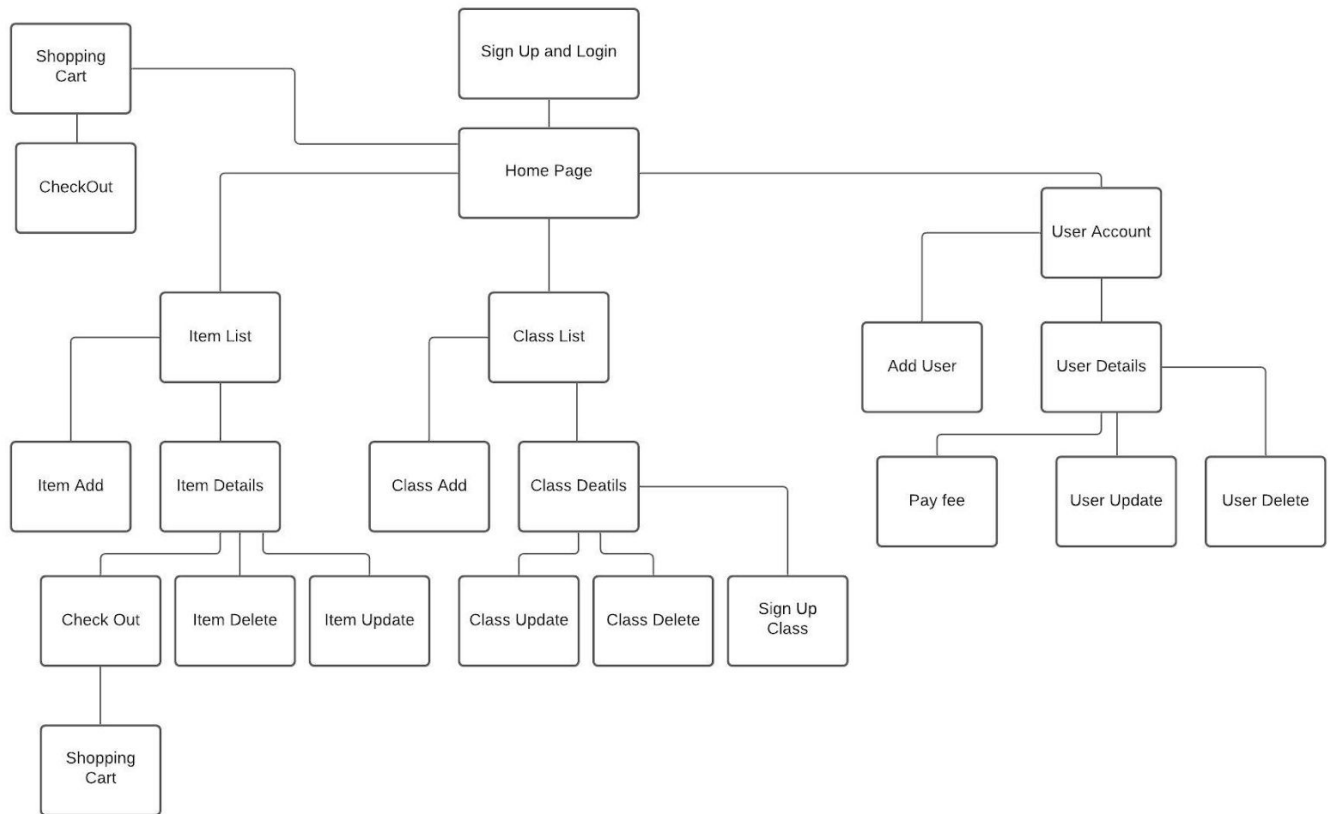 Shopping
Cart
Sign Up and Login
CheckOut
Home Page
User Account
Item List
Class List
Add User
User Details
Item Add
Item Details
Class Add
Class Deatils
Pay fee
User Update
User Delete
Check Out
Item Delete
Item Update
Class Update
Class Delete
Sign Up
Class
Shopping
Cart